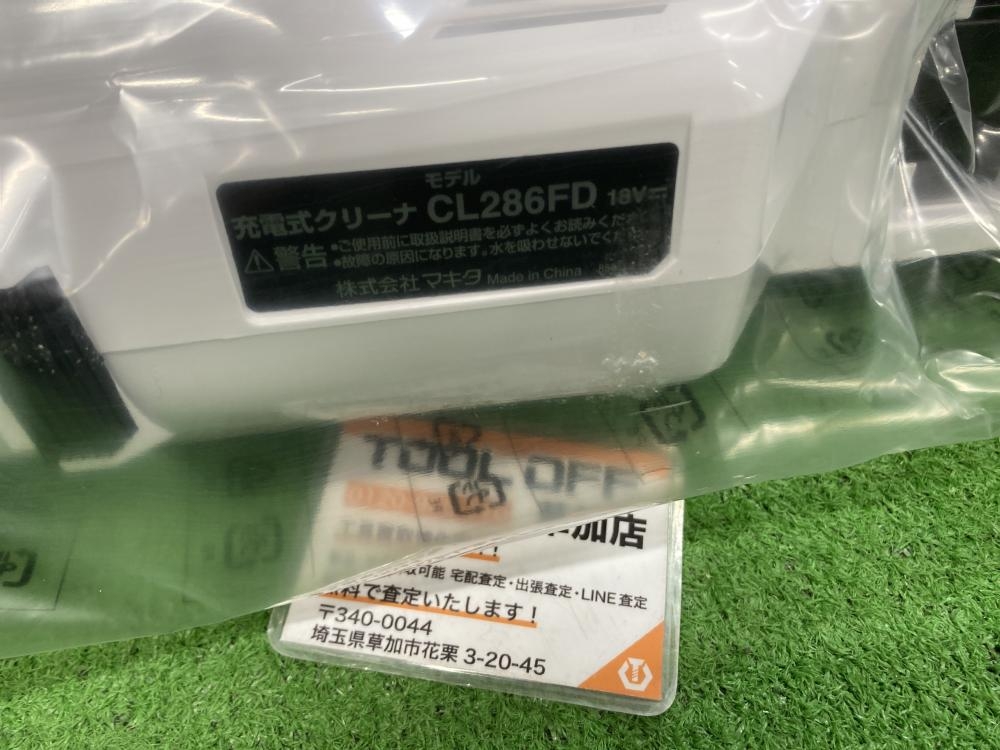 モデル
充電式クリーナ CL286FD 18V⎓
⚠警告 •ご使用前に取扱説明書を必ずよくお読みくだ
•故障の原因になります。水を吸わせないでく
株式会社マキタ Made in China
TOOL OFF
加店
取可能 宅配査定・出張査定・LINE査定
料で査定いたします!
〒340-0044
埼玉県草加市花栗 3-20-45